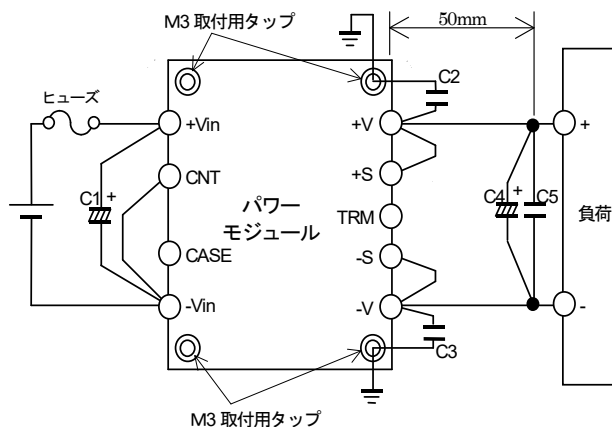 M3 取付用タップ
50mm
C2
ヒューズ
+Vin
+V
+
CNT
+S
C1
+
パワー
モジュール
TRM
C4
+
C5
負荷
CASE
-S
-Vin
-V
-
C3
M3 取付用タップ